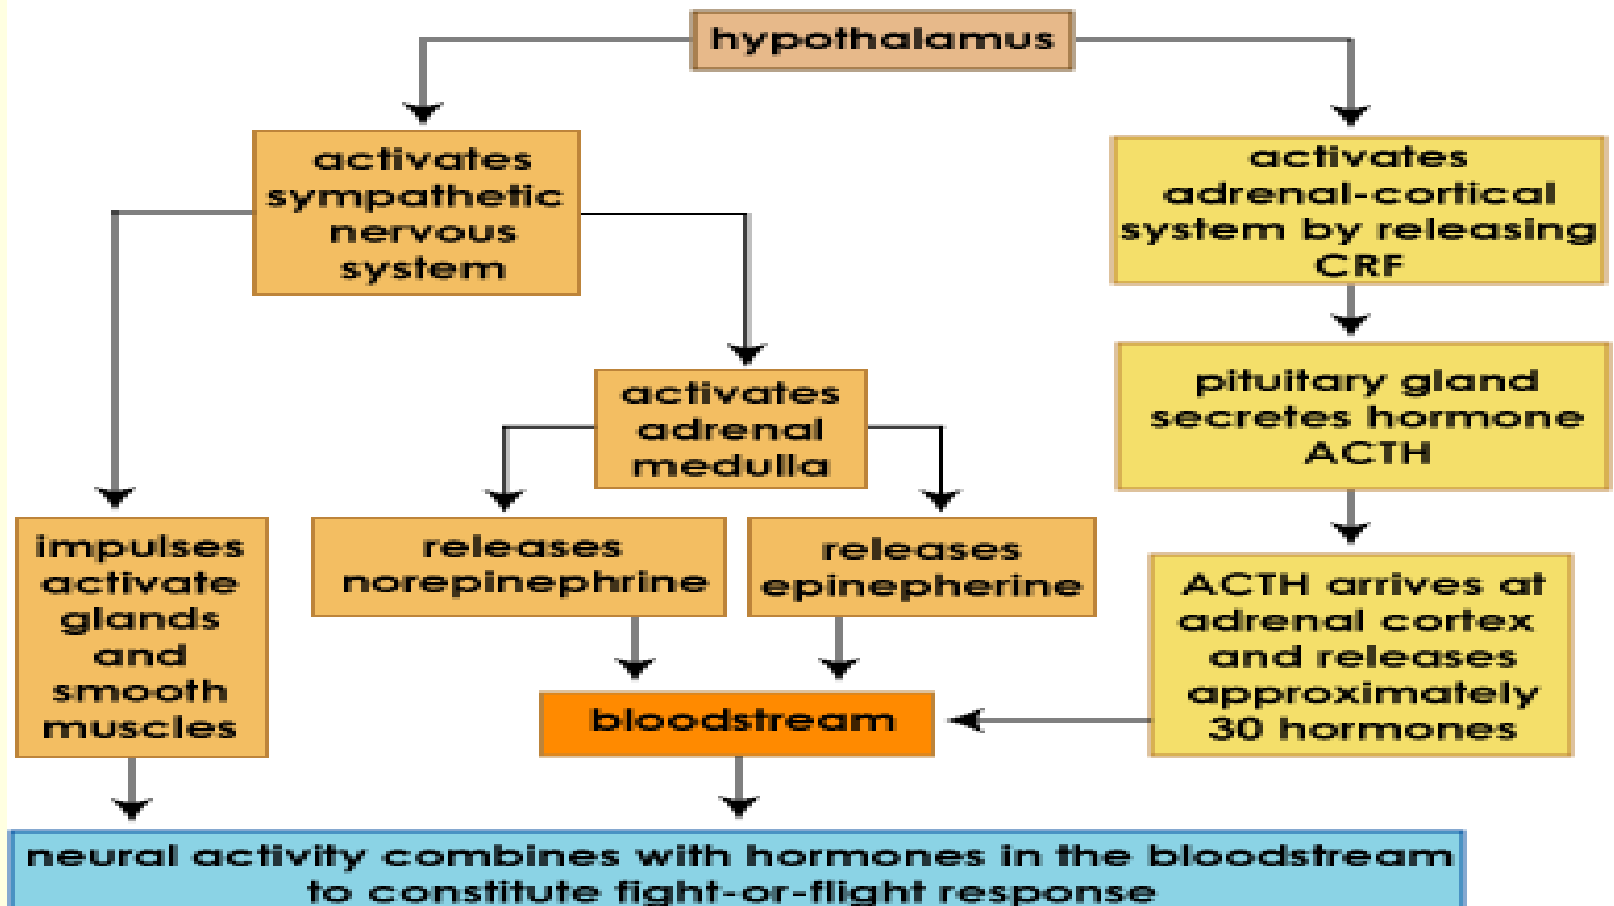 hypothalamus
activates
sympathetic
nervous
system
activates
adrenal-cortical
system by releasing
CRF
activates
adrenal
medulla
pituitary gland
secretes hormone
ACTH
impulses
activate
glands
and
smooth
muscles
releases
norepinephrine
releases
epinepherine
ACTH arrives at
adrenal cortex
and releases
approximately
30 hormones
bloodstream
neural activity combines with hormones in the bloodstream
to constitute fight-or-flight response